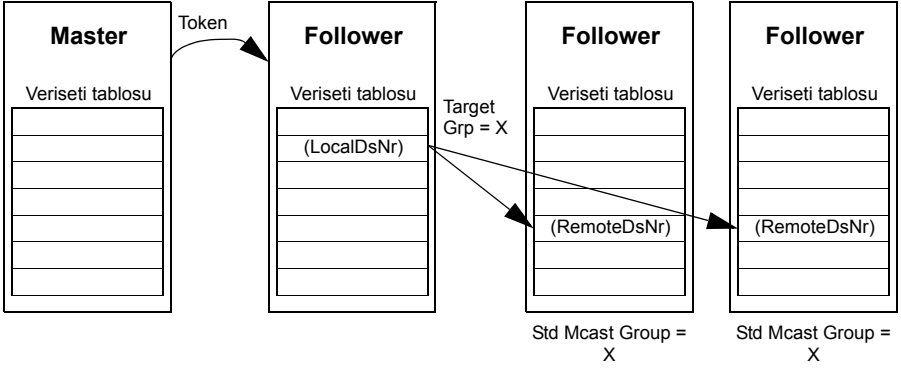 Master
Token
Follower
Follower
Follower
Veriseti tablosu
Veriseti tablosu
Veriseti tablosu
Veriseti tablosu
Target
Grp = X
(LocalDsNr)
(RemoteDsNr)
(RemoteDsNr)
Std Mcast Group =
X
Std Mcast Group =
X